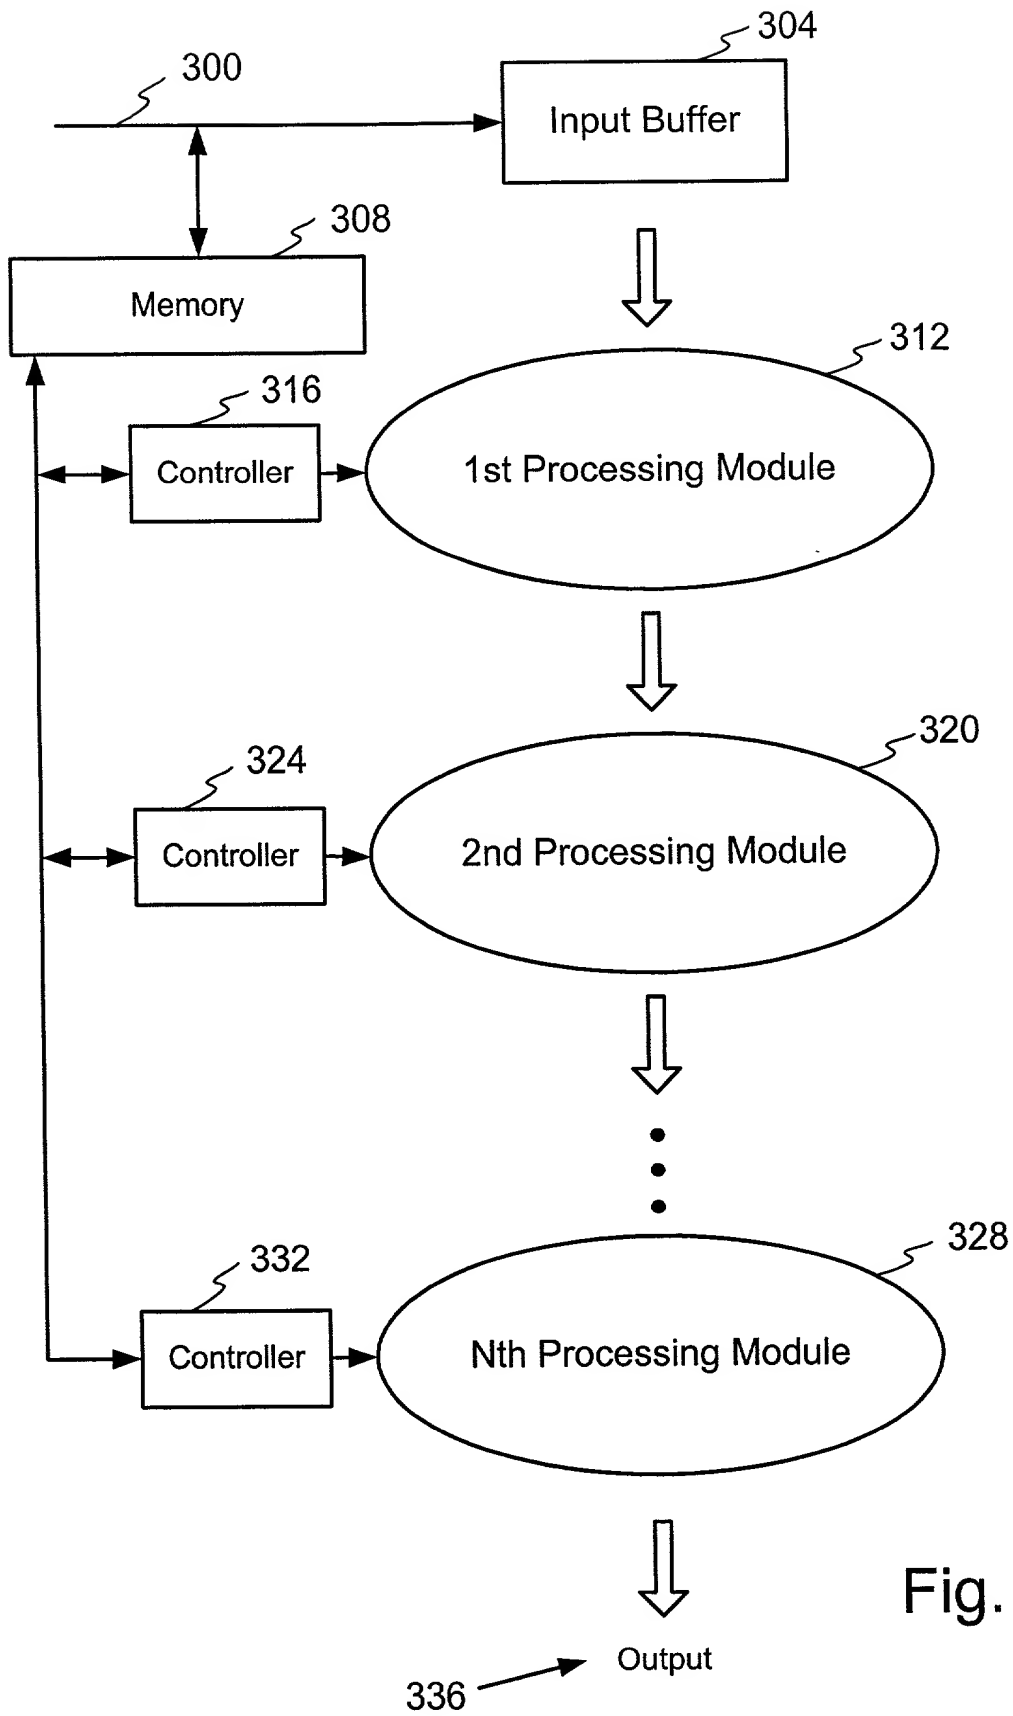 304
300
Input Buffer
308
Memory
312
316
Controller
1st Processing Module
320
324
Controller
2nd Processing Module
328
332
Controller
Nth Processing Module
Fig.
Output
336